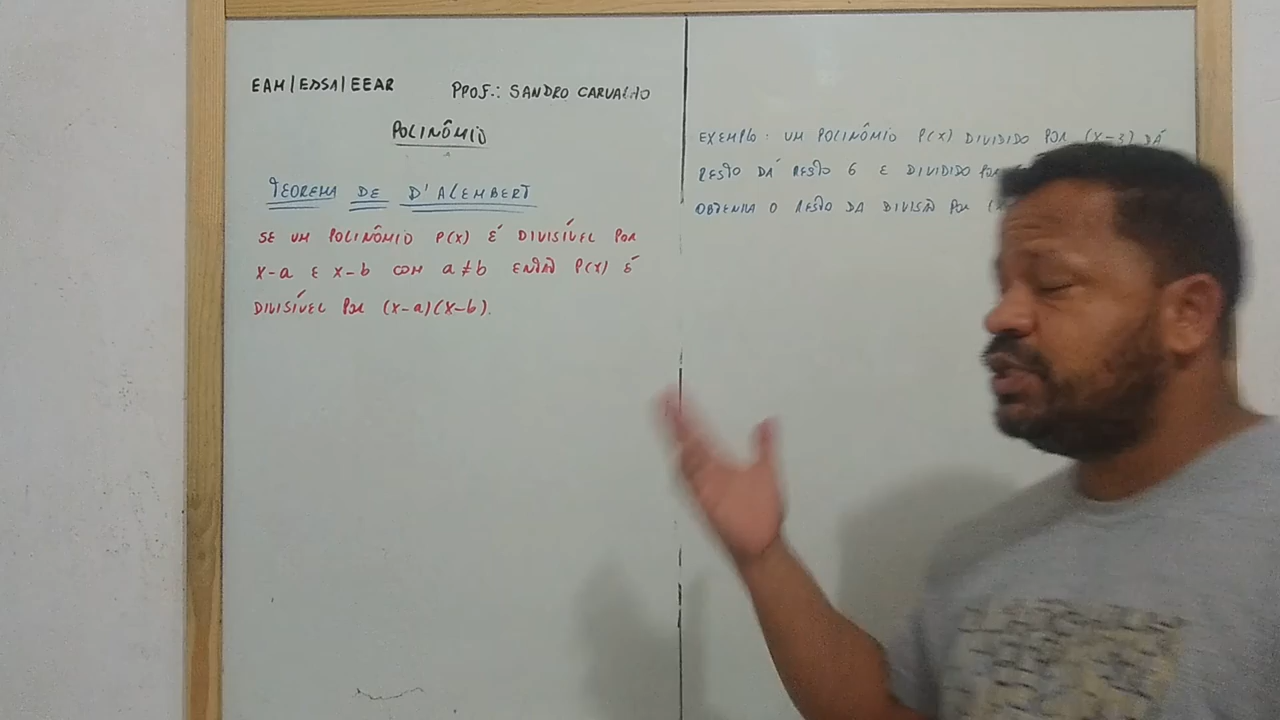 EAM|EDSA|EEAR
PROF.: SANDRO CARVALHO
POLINÔMIO
TEOREMA DE D'ALEMBERT
SE UM POLINÔMIO P(X) É DIVISÍVEL POR
X-a E X-b COM a≠b ENTÃO P(X) É
DIVISÍVEL POR (X-a)(X-b).
EXEMPLO: UM POLINÔMIO P(X) DIVIDIDO POR (X-3) DÁ
RESTO DÁ RESTO 6 E DIVIDIDO POR
OBTENHA O RESTO DA DIVISÃO POR (